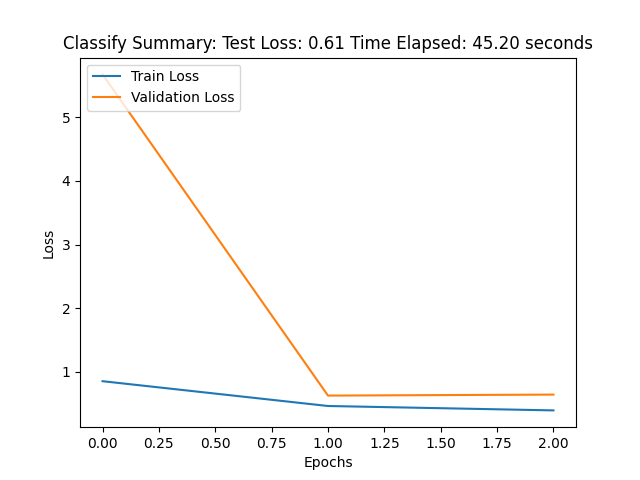 Classify Summary: Test Loss: 0.61 Time Elapsed: 45.20 seconds
Train Loss
Validation Loss
5
4
3
2
1
Loss
0.00 0.25 0.50 0.75 1.00 1.25 1.50 1.75 2.00
Epochs